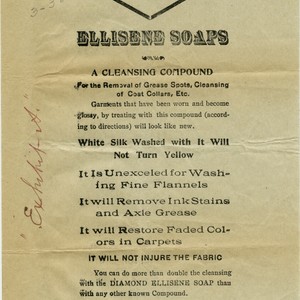 ELLISENE SOAPS
A CLEANSING COMPOUND
For the Removal of Grease Spots, Cleansing
of Coat Collars, Etc.
Garments that have been worn and become
glossy, by treating with this compound (accord-
ing to directions) will look like new.
White Silk Washed with It Will
Not Turn Yellow
It Is Unexceled for Wash-
ing Fine Flannels
It will Remove Ink Stains
and Axle Grease
It will Restore Faded Col-
ors in Carpets
IT WILL NOT INJURE THE FABRIC
You can do more than double the cleansing
with the DIAMOND ELLISENE SOAP than
with any other known Compound.
"Exhibit A"